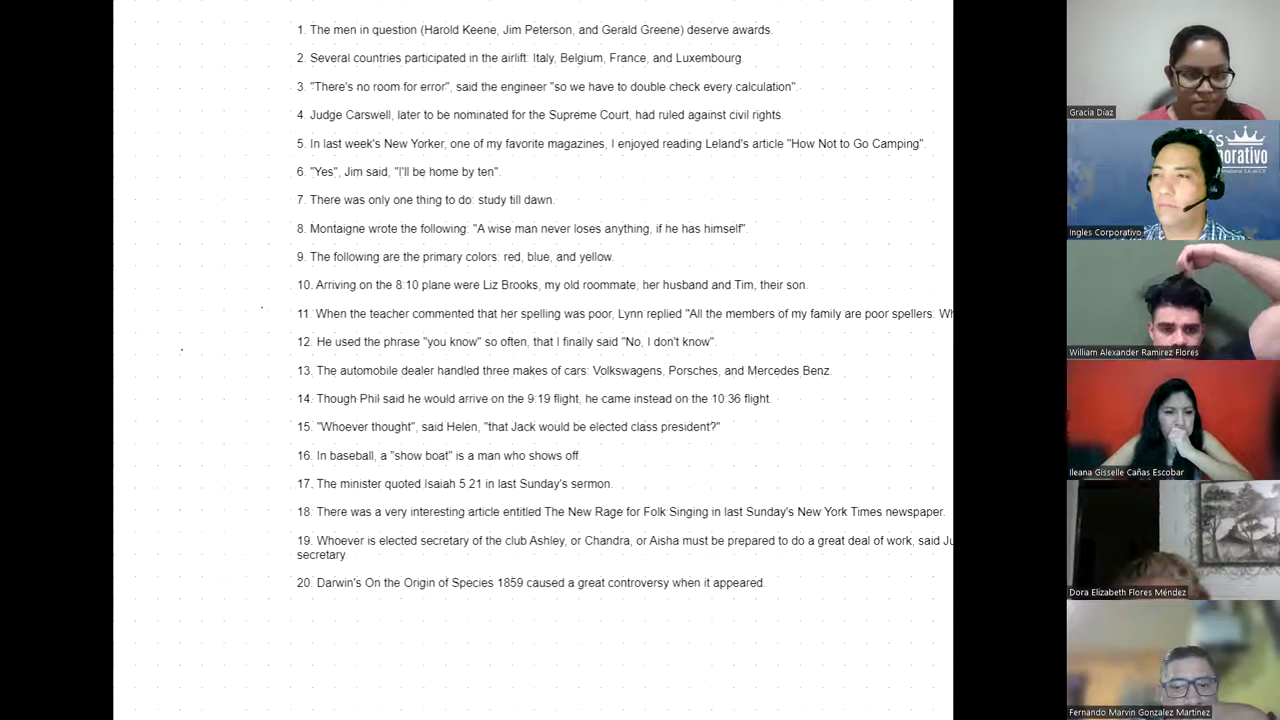 1. The men in question (Harold Keene, Jim Peterson, and Gerald Greene) deserve awards.
2. Several countries participated in the airlift: Italy, Belgium, France, and Luxembourg.
3. "There's no room for error", said the engineer "so we have to double check every calculation".
4. Judge Carswell, later to be nominated for the Supreme Court, had ruled against civil rights.
5. In last week's New Yorker, one of my favorite magazines, I enjoyed reading Leland's article "How Not to Go Camping".
6. "Yes", Jim said, "I'll be home by ten".
7. There was only one thing to do: study till dawn.
8. Montaigne wrote the following: "A wise man never loses anything, if he has himself".
9. The following are the primary colors: red, blue, and yellow.
10. Arriving on the 8:10 plane were Liz Brooks, my old roommate, her husband and Tim, their son.
11. When the teacher commented that her spelling was poor, Lynn replied "All the members of my family are poor spellers.
12. He used the phrase "you know" so often, that I finally said "No, I don't know".
13. The automobile dealer handled three makes of cars: Volkswagens, Porsches, and Mercedes Benz.
14. Though Phil said he would arrive on the 9:19 flight, he came instead on the 10:36 flight.
15. "Whoever thought", said Helen, "that Jack would be elected class president?"
16. In baseball, a "show boat" is a man who shows off.
17. The minister quoted Isaiah 5:21 in last Sunday's sermon.
18. There was a very interesting article entitled The New Rage for Folk Singing in last Sunday's New York Times newspaper.
19. Whoever is elected secretary of the club Ashley, or Chandra, or Aisha must be prepared to do a great deal of work, said
secretary.
20. Darwin's On the Origin of Species 1859 caused a great controversy when it appeared.
Gracia Díaz
Ingles Corporativo
William Alexander Ramirez Flores
Ileana Gisselle Cañas Escobar
Dora Elizabeth Flores Méndez
Fernando Marvin Gonzalez Martinez